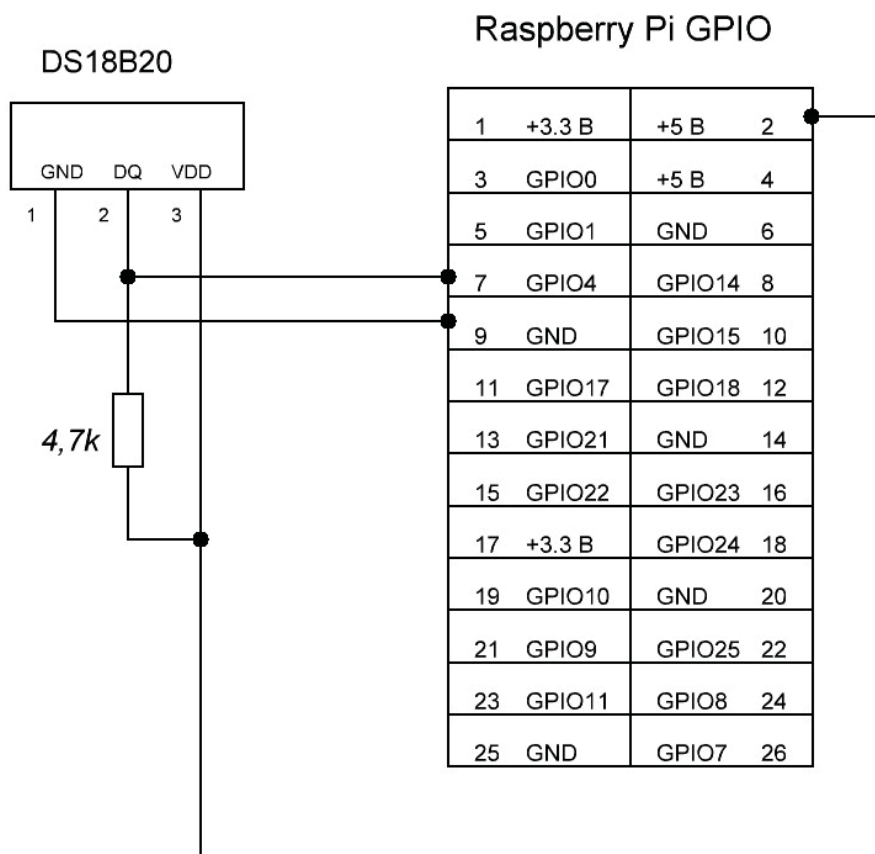 Raspberry Pi GPIO
DS18B20
GND DQ VDD
1 2 3
4,7k
1 +3.3 В +5 В 2
3 GPIO0 +5 В 4
5 GPIO1 GND 6
7 GPIO4 GPIO14 8
9 GND GPIO15 10
11 GPIO17 GPIO18 12
13 GPIO21 GND 14
15 GPIO22 GPIO23 16
17 +3.3 В GPIO24 18
19 GPIO10 GND 20
21 GPIO9 GPIO25 22
23 GPIO11 GPIO8 24
25 GND GPIO7 26